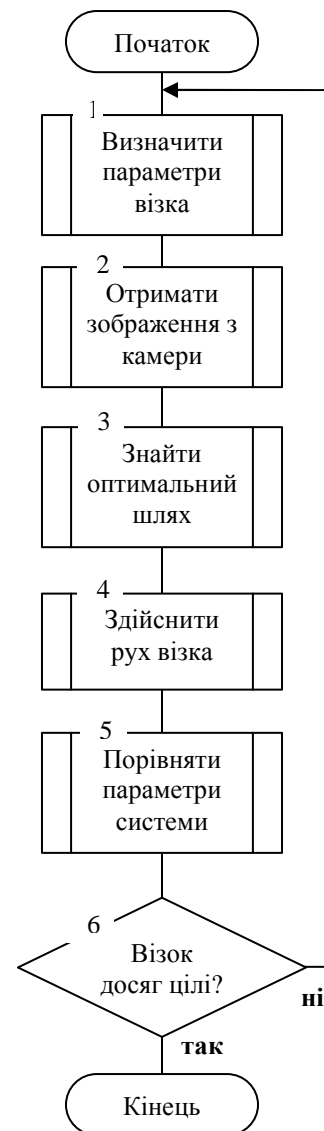 Початок
1
Визначити
параметри
візка
2
Отримати
зображення з
камери
3
Знайти
оптимальний
шлях
4
Здійснити
рух візка
5
Порівняти
параметри
системи
6
Візок
досяг цілі?
ні
так
Кінець